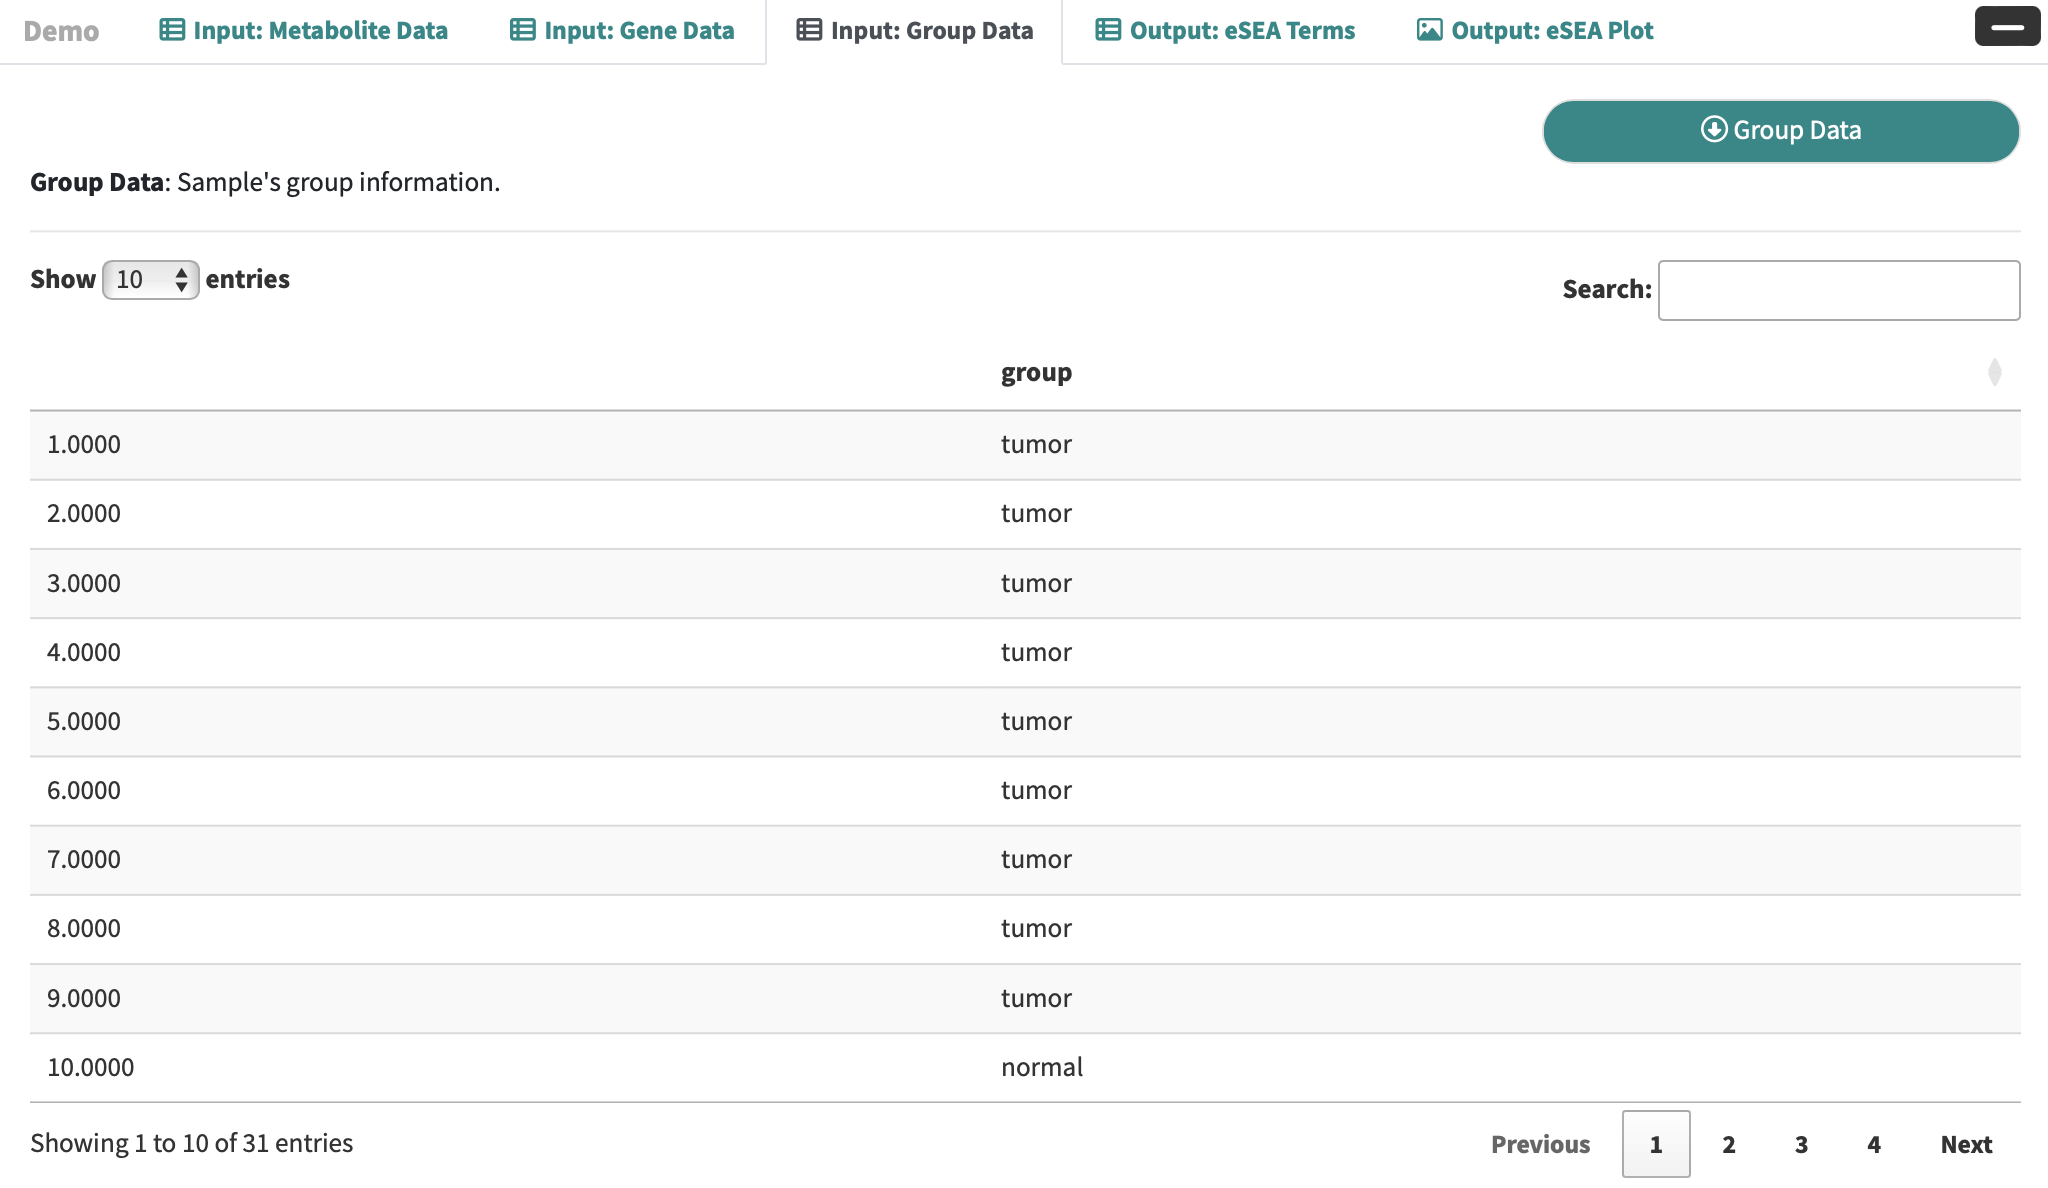 Demo Input: Metabolite Data Input: Gene Data Input: Group Data Output: eSEA Terms Output: eSEA Plot
Group Data
Group Data: Sample's group information.
Show 10 entries
Search:
group
1.0000 tumor
2.0000 tumor
3.0000 tumor
4.0000 tumor
5.0000 tumor
6.0000 tumor
7.0000 tumor
8.0000 tumor
9.0000 tumor
10.0000 normal
Showing 1 to 10 of 31 entries
Previous 1 2 3 4 Next